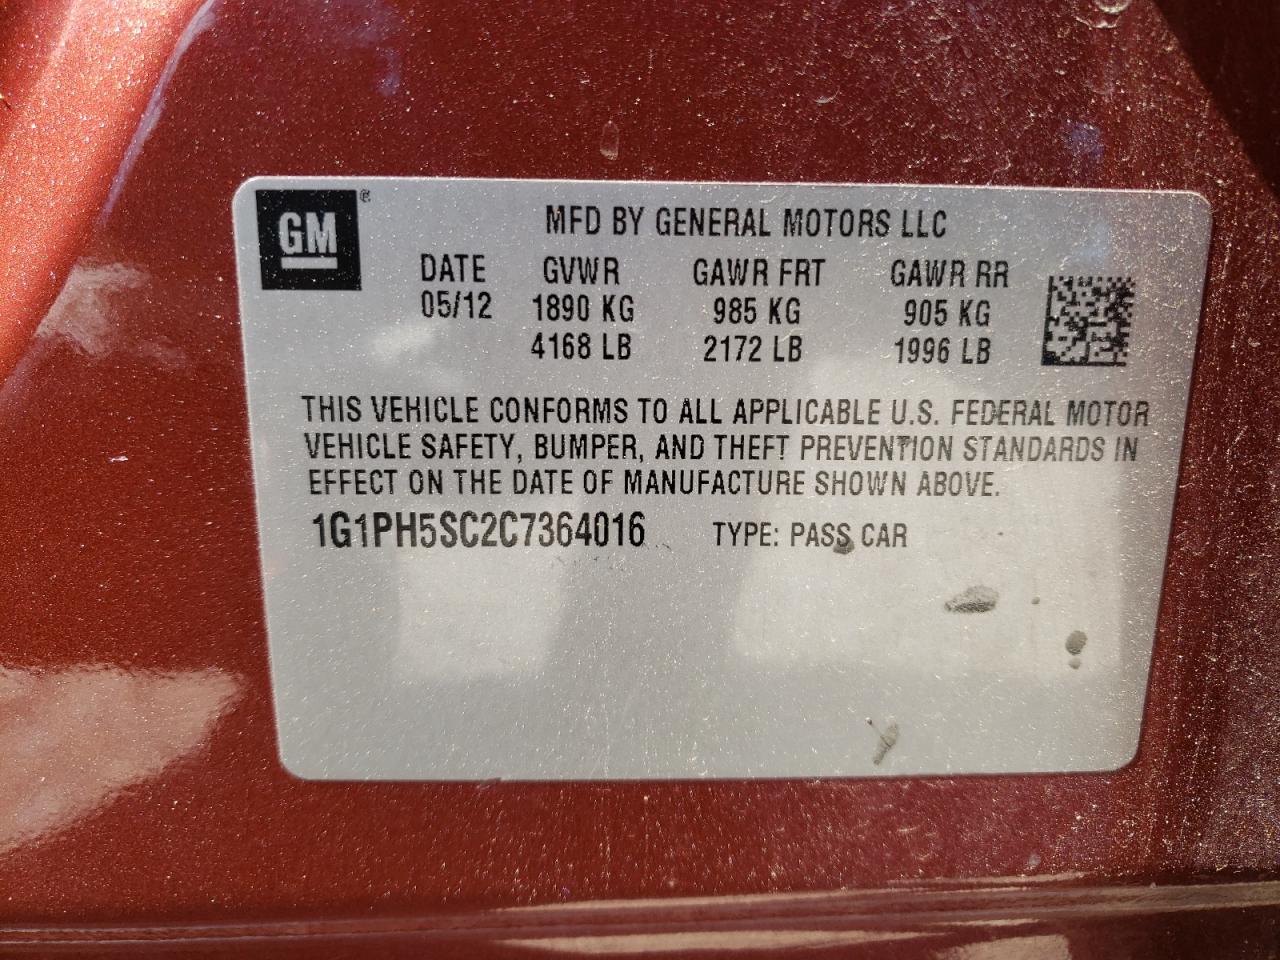 GM®
MFD BY GENERAL MOTORS LLC
DATE GVWR GAWR FRT GAWR RR
05/12 1890 KG 985 KG 905 KG
4168 LB 2172 LB 1996 LB
THIS VEHICLE CONFORMS TO ALL APPLICABLE U.S. FEDERAL MOTOR
VEHICLE SAFETY, BUMPER, AND THEFT PREVENTION STANDARDS IN
EFFECT ON THE DATE OF MANUFACTURE SHOWN ABOVE.
1G1PH5SC2C7364016 TYPE: PASS CAR